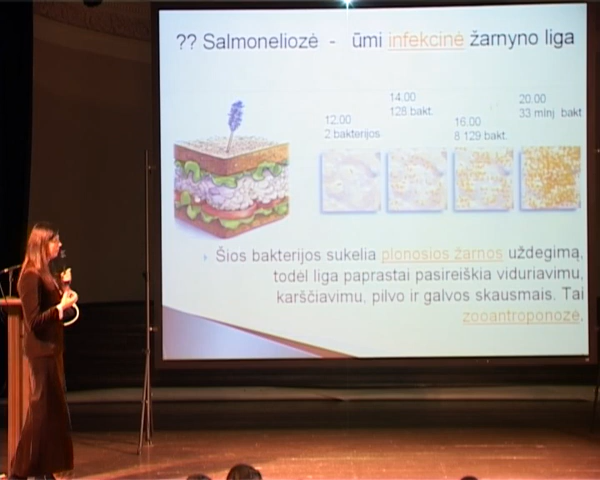 ?? Salmoneliozė - ūmi infekcinė žarnyno liga
12.00
2 bakterijos
14.00
128 bakt.
16.00
8 129 bakt.
20.00
33 mlnj bakt
Šios bakterijos sukelia plonosios žarnos uždegimą,
todėl liga paprastai pasireiškia viduriavimu,
karščiavimu, pilvo ir galvos skausmais. Tai
zooantroponozė.